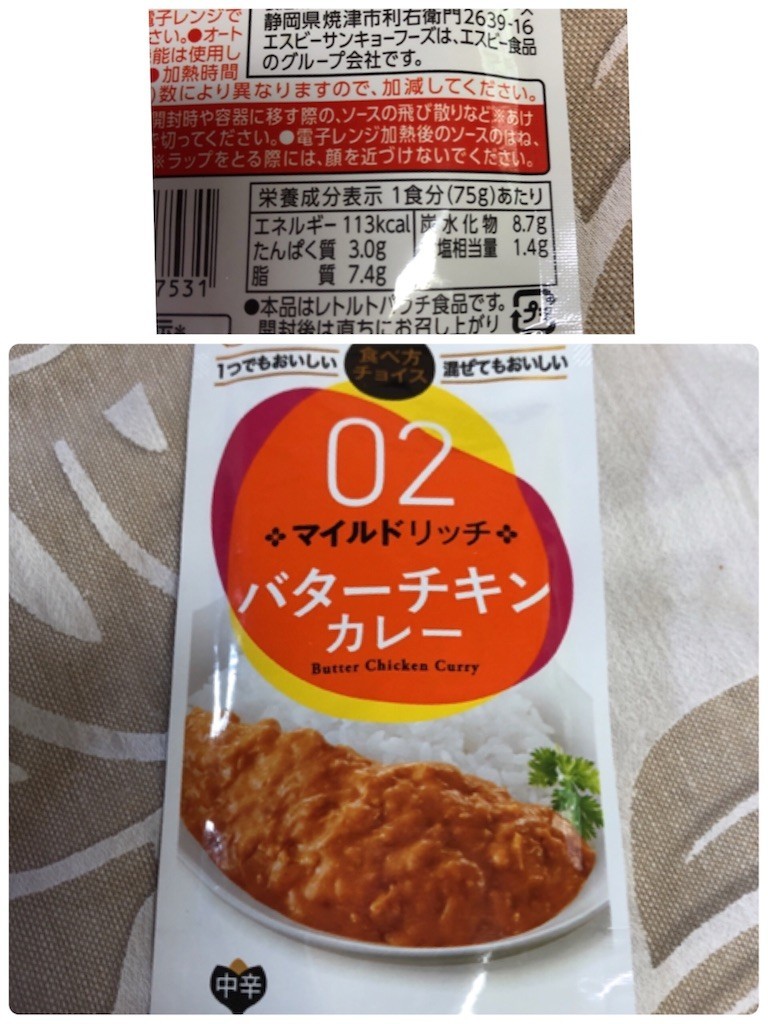 電子レンジで
さい。●オート
能は使用し
●加熱時間
静岡県焼津市利右衛門2639-16
エスビーサンキョーフーズは、エスビー食品
のグループ会社です。
数により異なりますので、加減してください。
開封時や容器に移す際の、ソースの飛び散りなど※あけ
切ってください。●電子レンジ加熱後のソースのはね、
※ラップをとる際には、顔を近づけないでください。
栄養成分表示 1食分(75g)あたり
エネルギー 113kcal 炭水化物 8.7g
たんぱく質 3.0g 塩相当量 1.4g
脂質 7.4g
7531
●本品はレトルトパウチ食品です。
開封後は直ちにお召し上がり
1つでもおいしい
食べ方
チョイス
混ぜてもおいしい
02
マイルドリッチ
バターチキン
カレー
Butter Chicken Curry
中辛